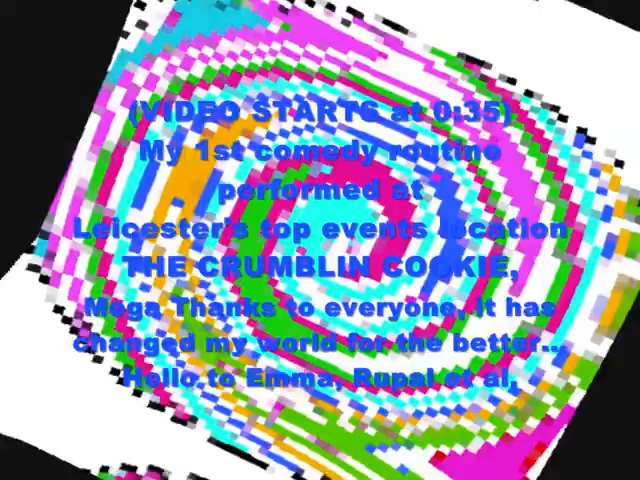 (VIDEO STARTS at 0:35)
My 1st comedy routine
performed at
Leicester's top events location
THE CRUMBLIN COOKIE,
Mega Thanks to everyone, it has
changed my world for the better...
Hello to Emma, Rupal et al,